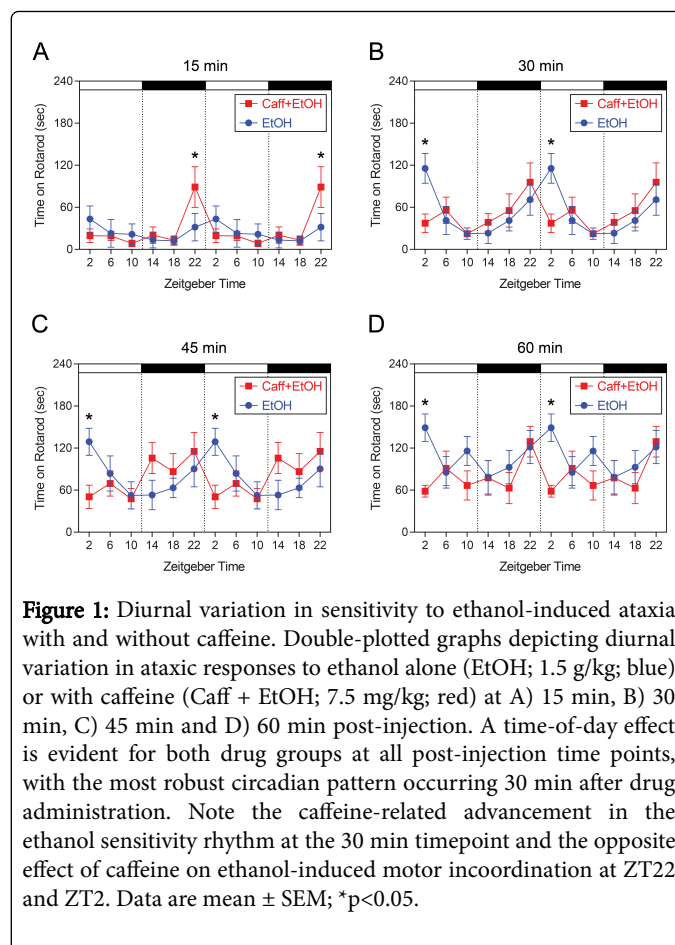 A
15 min
240
180
120
60
0
Time on Rotarod (sec)
Caff+EtOH
EtOH
*
*
2 6 10 14 18 22 2 6 10 14 18 22
Zeitgeber Time
B
30 min
240
180
120
60
0
Time on Rotarod (sec)
Caff+EtOH
EtOH
*
*
2 6 10 14 18 22 2 6 10 14 18 22
Zeitgeber Time
C
45 min
240
180
120
60
0
Time on Rotarod (sec)
Caff+EtOH
EtOH
*
*
2 6 10 14 18 22 2 6 10 14 18 22
Zeitgeber Time
D
60 min
240
180
120
60
0
Time on Rotarod (sec)
Caff+EtOH
EtOH
*
*
2 6 10 14 18 22 2 6 10 14 18 22
Zeitgeber Time
Figure 1: Diurnal variation in sensitivity to ethanol-induced ataxia
with and without caffeine. Double-plotted graphs depicting diurnal
variation in ataxic responses to ethanol alone (EtOH; 1.5 g/kg; blue)
or with caffeine (Caff + EtOH; 7.5 mg/kg; red) at A) 15 min, B) 30
min, C) 45 min and D) 60 min post-injection. A time-of-day effect
is evident for both drug groups at all post-injection time points,
with the most robust circadian pattern occurring 30 min after drug
administration. Note the caffeine-related advancement in the
ethanol sensitivity rhythm at the 30 min timepoint and the opposite
effect of caffeine on ethanol-induced motor incoordination at ZT22
and ZT2. Data are mean ± SEM; *p<0.05.